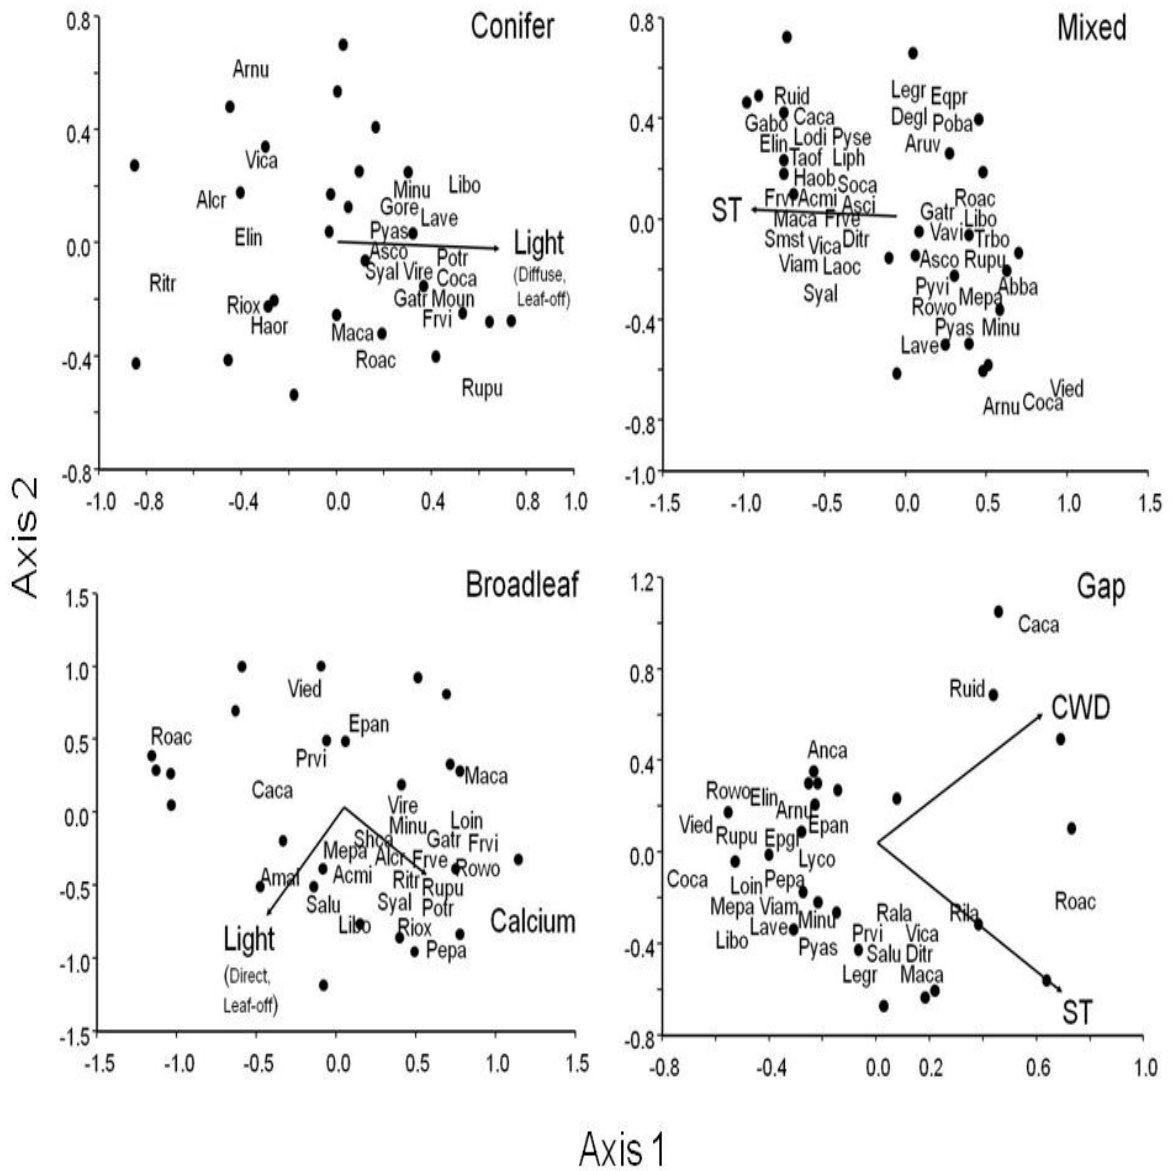 0.8
Conifer
Arnu
0.4
Vica
Minu Libo
Alcr Gore
Lave
Pyas
Elin
0.0
Light
(Diffuse,
Leaf-off)
Asco Potr
Syal Vire Coca
Ritr
Gatr Moun
Riox Frvi
Haor Maca
Roac
-0.4
Rupu
-0.8
-1.0 -0.8 -0.4 0.0 0.4 0.8 1.0
0.8
Mixed
Legr Eqpr
Ruid
0.4
Caca Degl Poba
Gabo
Lodi Pyse
Elin Aruv
Taof Liph
Haob Soca
Frvi Acmi Asci Roac
ST
Gatr
0.0
Maca Frve Libo
Vavi Trbo
Smst Vica Ditr
Viam Laoc Asco Rupu
Syal Pyvi Mepa Abba
Rowo
-0.4
Pyas Minu
Lave
Vied
Arnu Coca
-0.8
-1.0
-1.0 -0.5 0.0 0.5 1.0 1.5
Axis 2
1.5
Broadleaf
1.0
Vied
Epan
Roac
0.5
Prvi
Maca
Caca
Vire
0.0
Minu Loin
Shca Gatr Frvi
Mepa Alcr Frve
Rowo
Amal Acmi Ritr
Rupu
-0.5
Salu Syal Potr
Libo Riox
Calcium
Light
(Direct,
Leaf-off)
Pepa
-1.0
-1.5
-1.5 -1.0 -0.5 0.0 0.5 1.0 1.5
1.2
Gap
Caca
0.8
Ruid
CWD
Anca
0.4
Rowo Elin
Arnu
Vied Epan
Rupu Epgl
0.0
Lyco
Coca Loin Pepa
Mepa Viam Rala Rila Roac
Lave Minu
Libo Pyas Prvi Vica
-0.4
Salu Ditr
Legr Maca
ST
-0.8
-0.8 -0.4 0.0 0.2 0.6 1.0
Axis 1